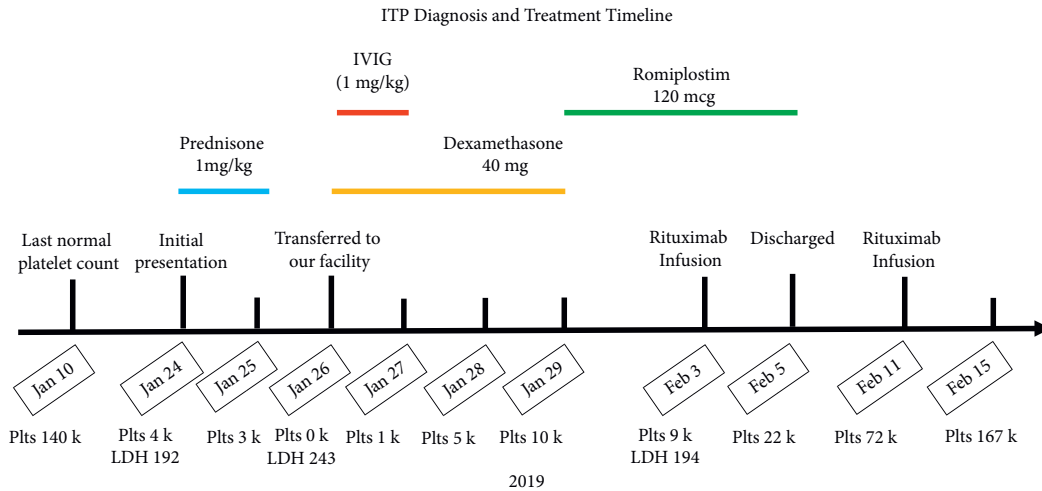 ITP Diagnosis and Treatment Timeline
IVIG
(1 mg/kg)
Romiplostim
120 mcg
Prednisone
1mg/kg
Dexamethasone
40 mg
Last normal
platelet count
Initial
presentation
Transferred to
our facility
Rituximab
Infusion
Discharged
Rituximab
Infusion
Jan 10
Jan 24
Jan 25
Jan 26
Jan 27
Jan 28
Jan 29
Feb 3
Feb 5
Feb 11
Feb 15
Plts 140 k
Plts 4 k
LDH 192
Plts 3 k
Plts 0 k
LDH 243
Plts 1 k
Plts 5 k
Plts 10 k
Plts 9 k
LDH 194
Plts 22 k
Plts 72 k
Plts 167 k
2019